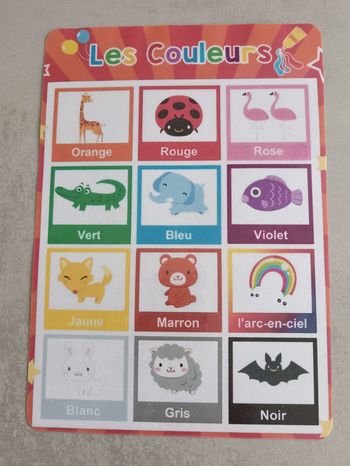 Les Couleurs
Orange
Rouge
Rose
Vert
Bleu
Violet
Jaune
Marron
l'arc-en-ciel
Blanc
Gris
Noir